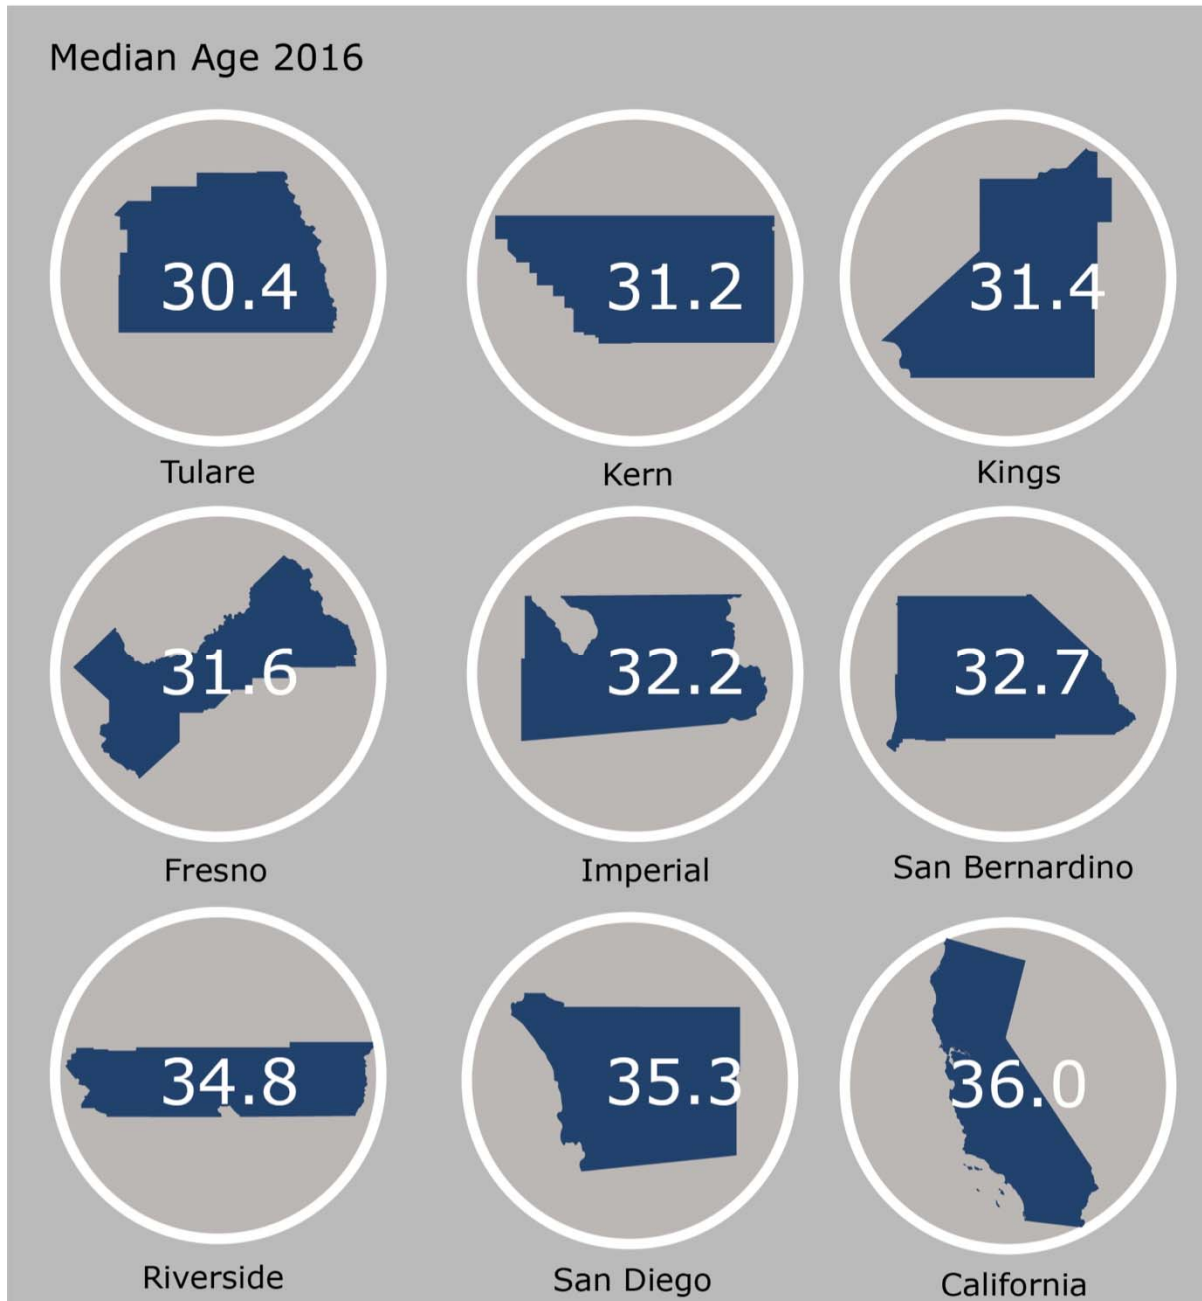 Median Age 2016
30.4
31.2
31.4
Tulare
Kern
Kings
31.6
32.2
32.7
Fresno
Imperial
San Bernardino
34.8
35.3
36.0
Riverside
San Diego
California